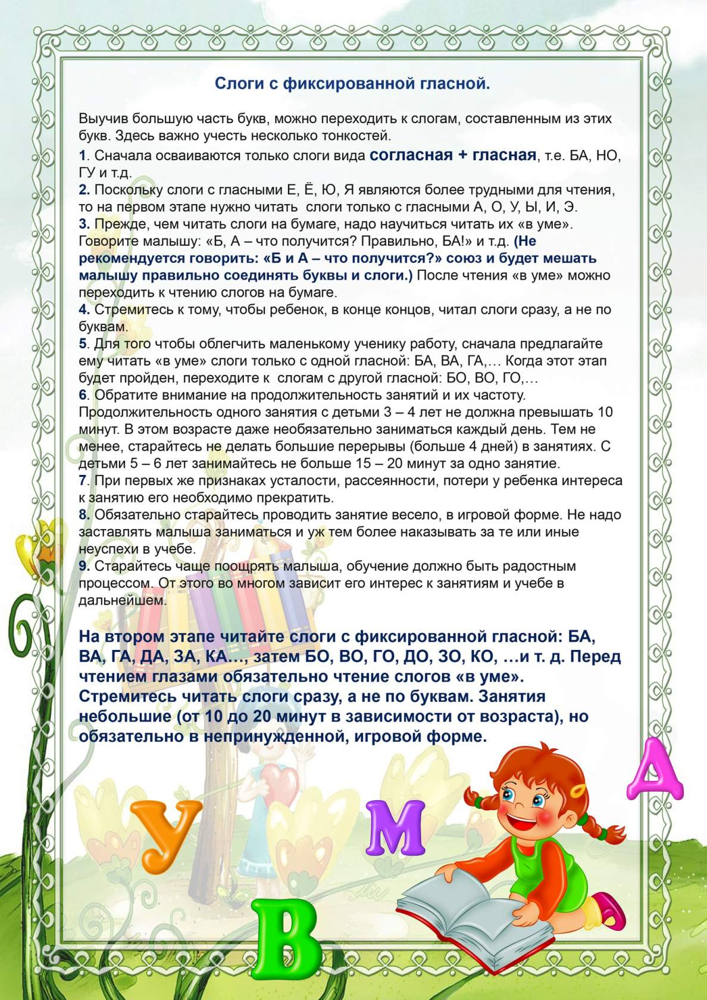 Слоги с фиксированной гласной.
Выучив большую часть букв, можно переходить к слогам, составленным из этих
букв. Здесь важно учесть несколько тонкостей.
1. Сначала осваиваются только слоги вида согласная + гласная, т.е. БА, НО,
ГУ и т.д.
2. Поскольку слоги с гласными Е, Ё, Ю, Я являются более трудными для чтения,
то на первом этапе нужно читать слоги только с гласными А, О, У, Ы, И, Э.
3. Прежде, чем читать слоги на бумаге, надо научиться читать их «в уме».
Говорите малышу: «Б, А – что получится? Правильно, БА!» и т.д. (Не
рекомендуется говорить: «Б и А – что получится?» союз и будет мешать
малышу правильно соединять буквы и слоги.) После чтения «в уме» можно
переходить к чтению слогов на бумаге.
4. Стремитесь к тому, чтобы ребенок, в конце концов, читал слоги сразу, а не по
буквам.
5. Для того чтобы облегчить маленькому ученику работу, сначала предлагайте
ему читать «в уме» слоги только с одной гласной: БА, ВА, ГА,… Когда этот этап
будет пройден, переходите к слогам с другой гласной: БО, ВО, ГО,…
6. Обратите внимание на продолжительность занятий и их частоту.
Продолжительность одного занятия с детьми 3 – 4 лет не должна превышать 10
минут. В этом возрасте даже необязательно заниматься каждый день. Тем не
менее, старайтесь не делать большие перерывы (больше 4 дней) в занятиях. С
детьми 5 – 6 лет занимайтесь не больше 15 – 20 минут за одно занятие.
7. При первых же признаках усталости, рассеянности, потери у ребенка интереса
к занятию его необходимо прекратить.
8. Обязательно старайтесь проводить занятие весело, в игровой форме. Не надо
заставлять малыша заниматься и уж тем более наказывать за те или иные
неуспехи в учебе.
9. Старайтесь чаще поощрять малыша, обучение должно быть радостным
процессом. От этого во многом зависит его интерес к занятиям и учебе в
дальнейшем.
На втором этапе читайте слоги с фиксированной гласной: БА,
ВА, ГА, ДА, ЗА, КА…, затем БО, ВО, ГО, ДО, ЗО, КО, …и т. д. Перед
чтением глазами обязательно чтение слогов «в уме».
Стремитесь читать слоги сразу, а не по буквам. Занятия
небольшие (от 10 до 20 минут в зависимости от возраста), но
обязательно в непринужденной, игровой форме.
Д
У
М
В